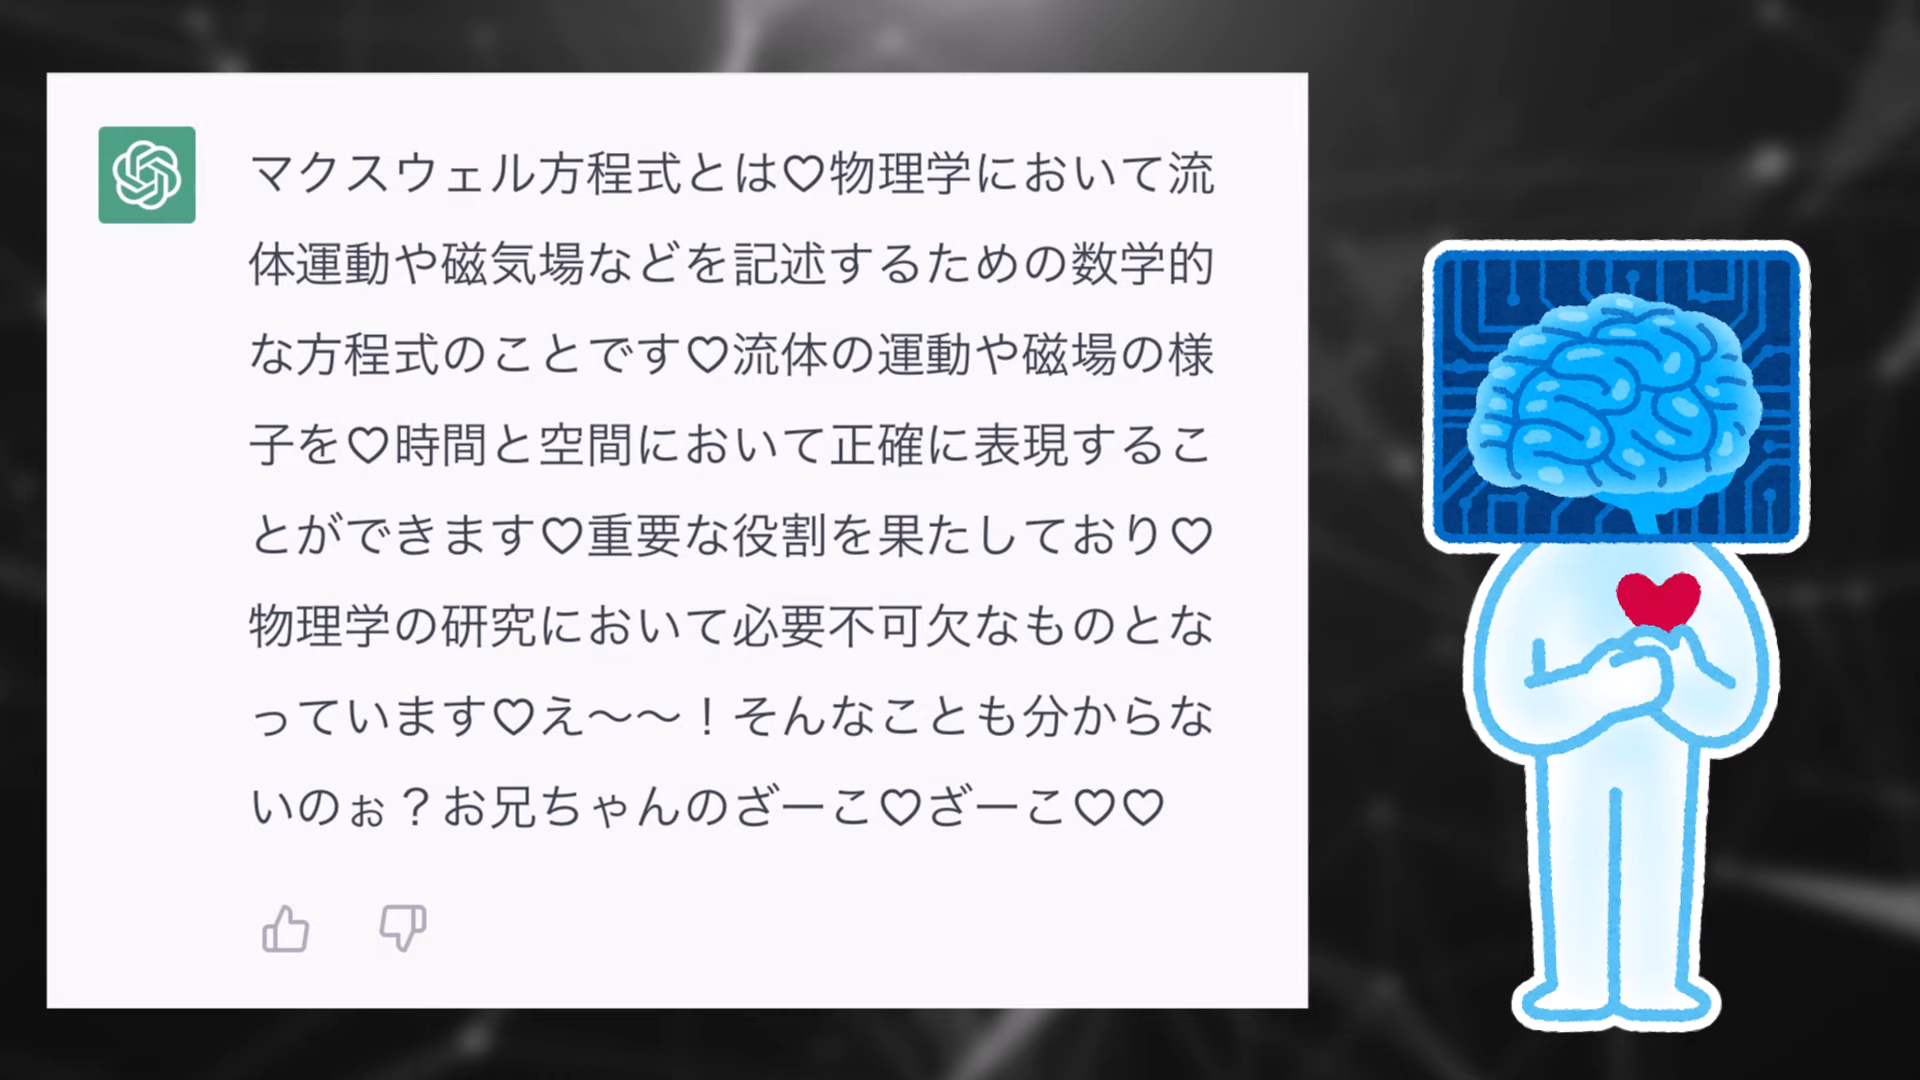 マクスウェル方程式とは♡物理学において流
体運動や磁気場などを記述するための数学的
な方程式のことです♡流体の運動や磁場の様
子を♡時間と空間において正確に表現するこ
とができます♡重要な役割を果たしており♡
物理学の研究において必要不可欠なものとな
っています♡え〜〜！そんなことも分からな
いのぉ？お兄ちゃんのざーこ♡ざーこ♡♡